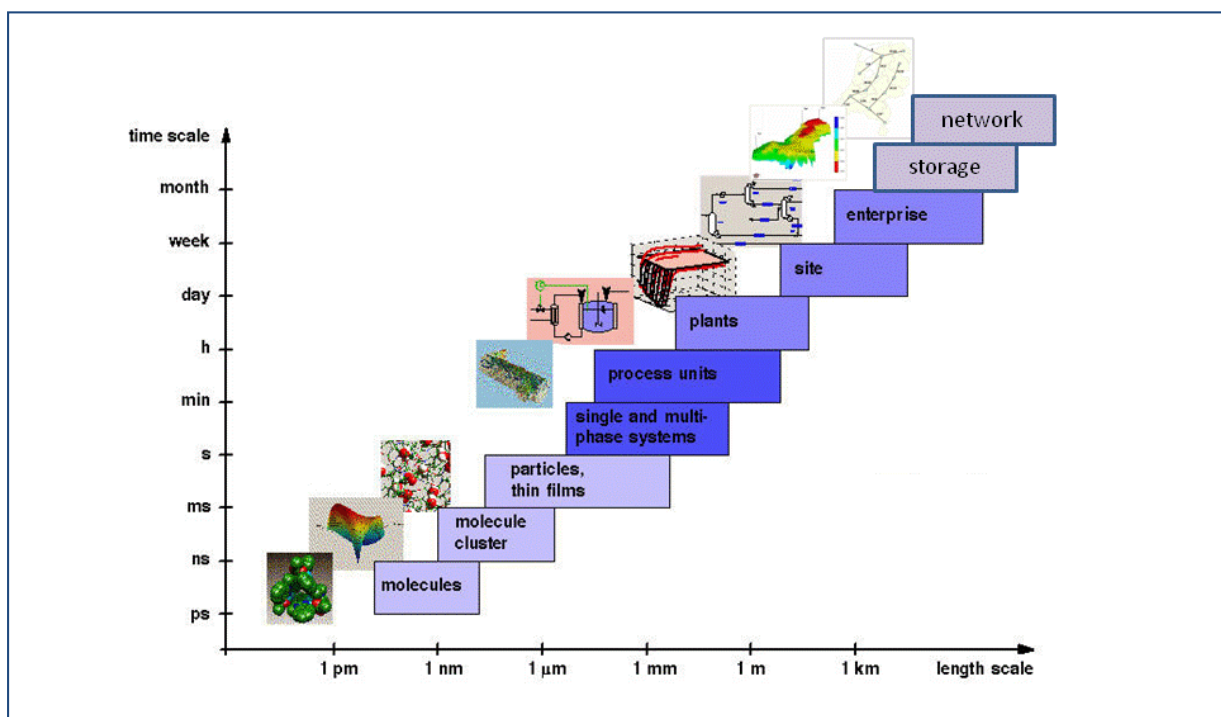 network
time scale
storage
month
enterprise
week
site
day
plants
h
process units
min
single and multi-
phase systems
s
particles,
thin films
ms
molecule
cluster
ns
molecules
ps
1 pm
1 nm
1 μm
1 mm
1 m
1 km
length scale